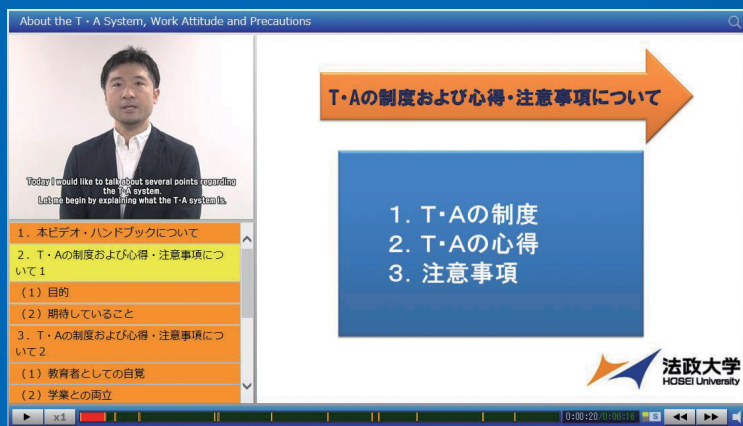 About the T・A System, Work Attitude and Precautions
Today I would like to talk about several points regarding
the T・A system.
Let me begin by explaining what the T・A system is.
1．本ビデオ・ハンドブックについて
2．T・Aの制度および心得・注意事項につ
いて１
（1）目的
（2）期待していること
3．T・Aの制度および心得・注意事項につ
いて２
（1）教育者としての自覚
（2）学業との両立
T・Aの制度および心得・注意事項について
1．T・Aの制度
2．T・Aの心得
3．注意事項
法政大学
HOSEI University
x1
0:00:20/0:06:16
S